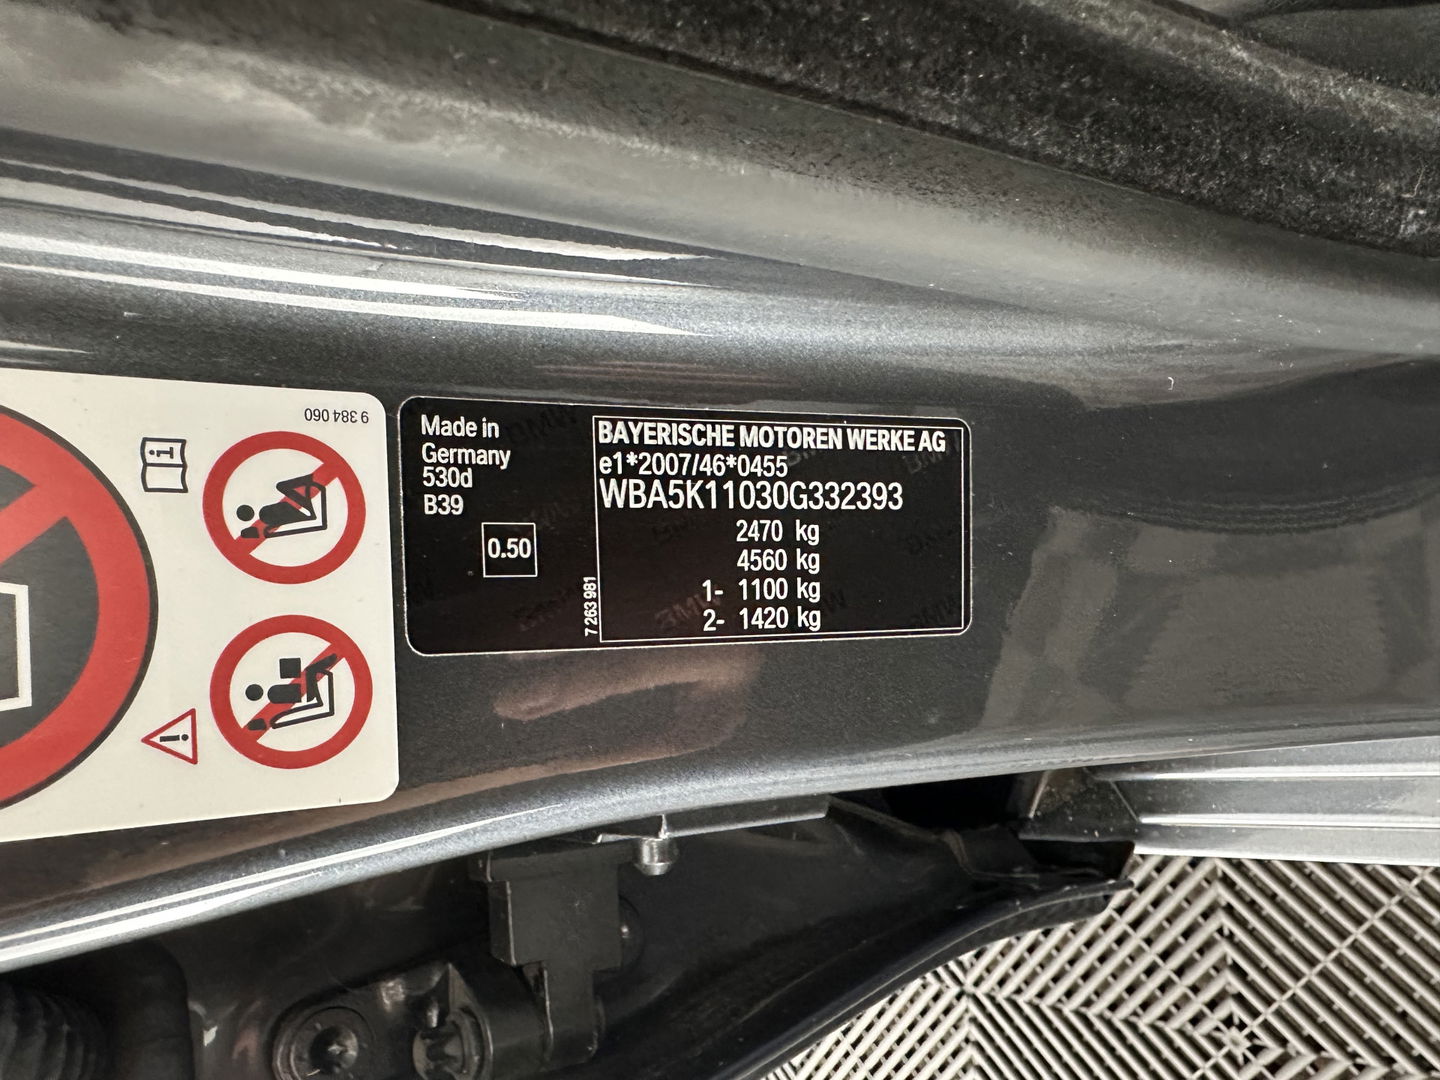 9 384 060
Made in
Germany
530d
B39
0.50
7 263 981
BAYERISCHE MOTOREN WERKE AG
e1*2007/46*0455
WBA5K11030G332393
2470 kg
4560 kg
1- 1100 kg
2- 1420 kg